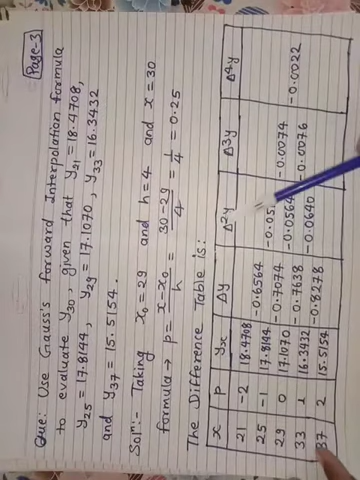 Page-3
Que: Use Gauss's forward Interpolation formula
to evaluate y30, given that y21=18.4708,
y25=17.8144, y29=17.1070, y33=16.3432
and y37=15.5154.
Sol^n:- Taking x0=29 and h=4 and x=30
formula → p= x-x0/h = 30-29/4 = 1/4 = 0.25
The Difference Table is:
x p yx Δy Δ²y Δ³y Δ⁴y
21 -2 18.4708
-0.6564
25 -1 17.8144 -0.05
-0.7074 -0.0074
29 0 17.1070 -0.0564 -0.0022
-0.7638 -0.0076
33 1 16.3432 -0.0640
-0.8278
37 2 15.5154